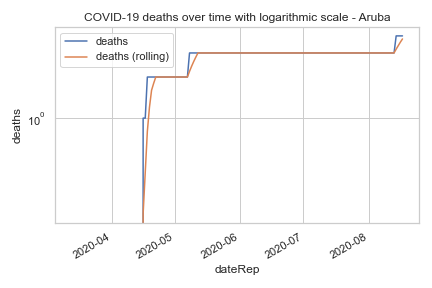 COVID-19 deaths over time with logarithmic scale - Aruba
deaths
deaths (rolling)
deaths
10⁰
2020-04
2020-05
2020-06
2020-07
2020-08
dateRep